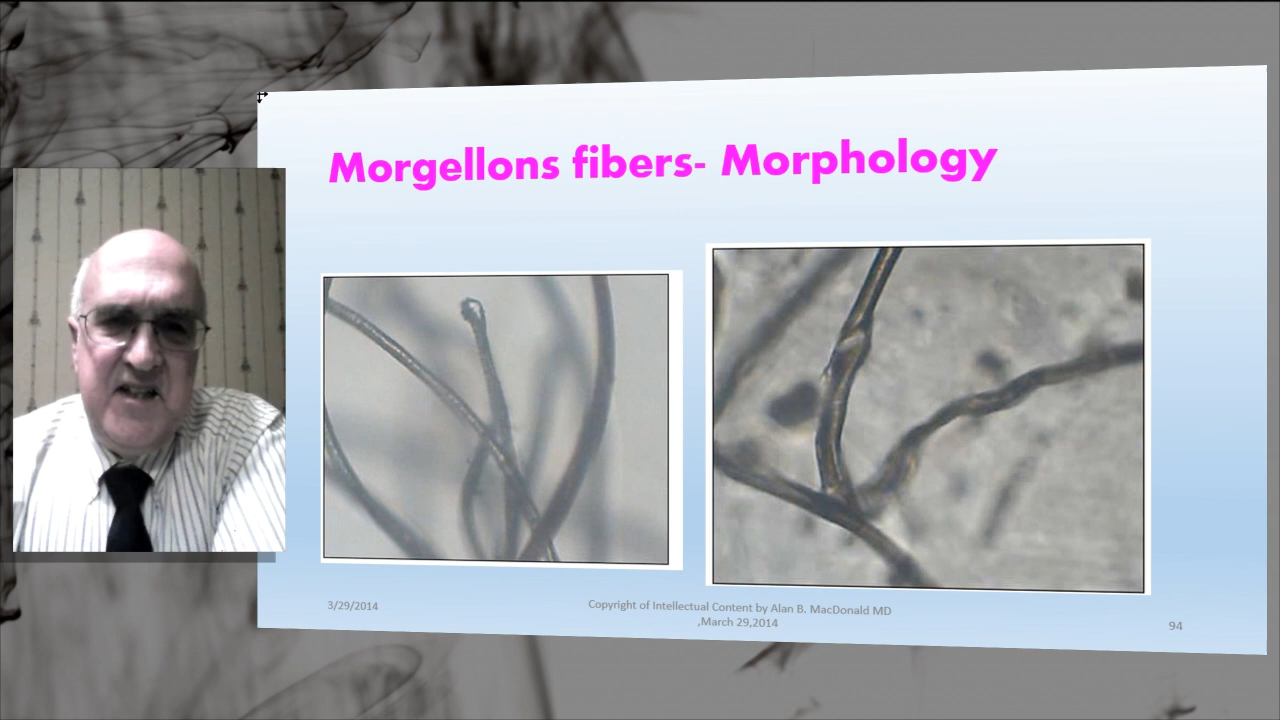 Morgellons fibers- Morphology
3/29/2014
Copyright of Intellectual Content by Alan B. MacDonald MD
,March 29,2014
94